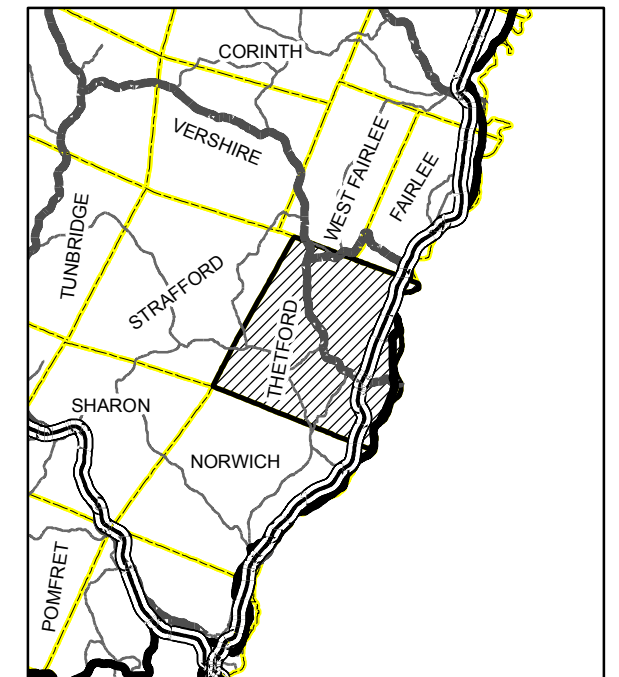 CORINTH
VERSHIRE
WEST FAIRLEE
FAIRLEE
TUNBRIDGE
STRAFFORD
THETFORD
SHARON
NORWICH
POMFRET